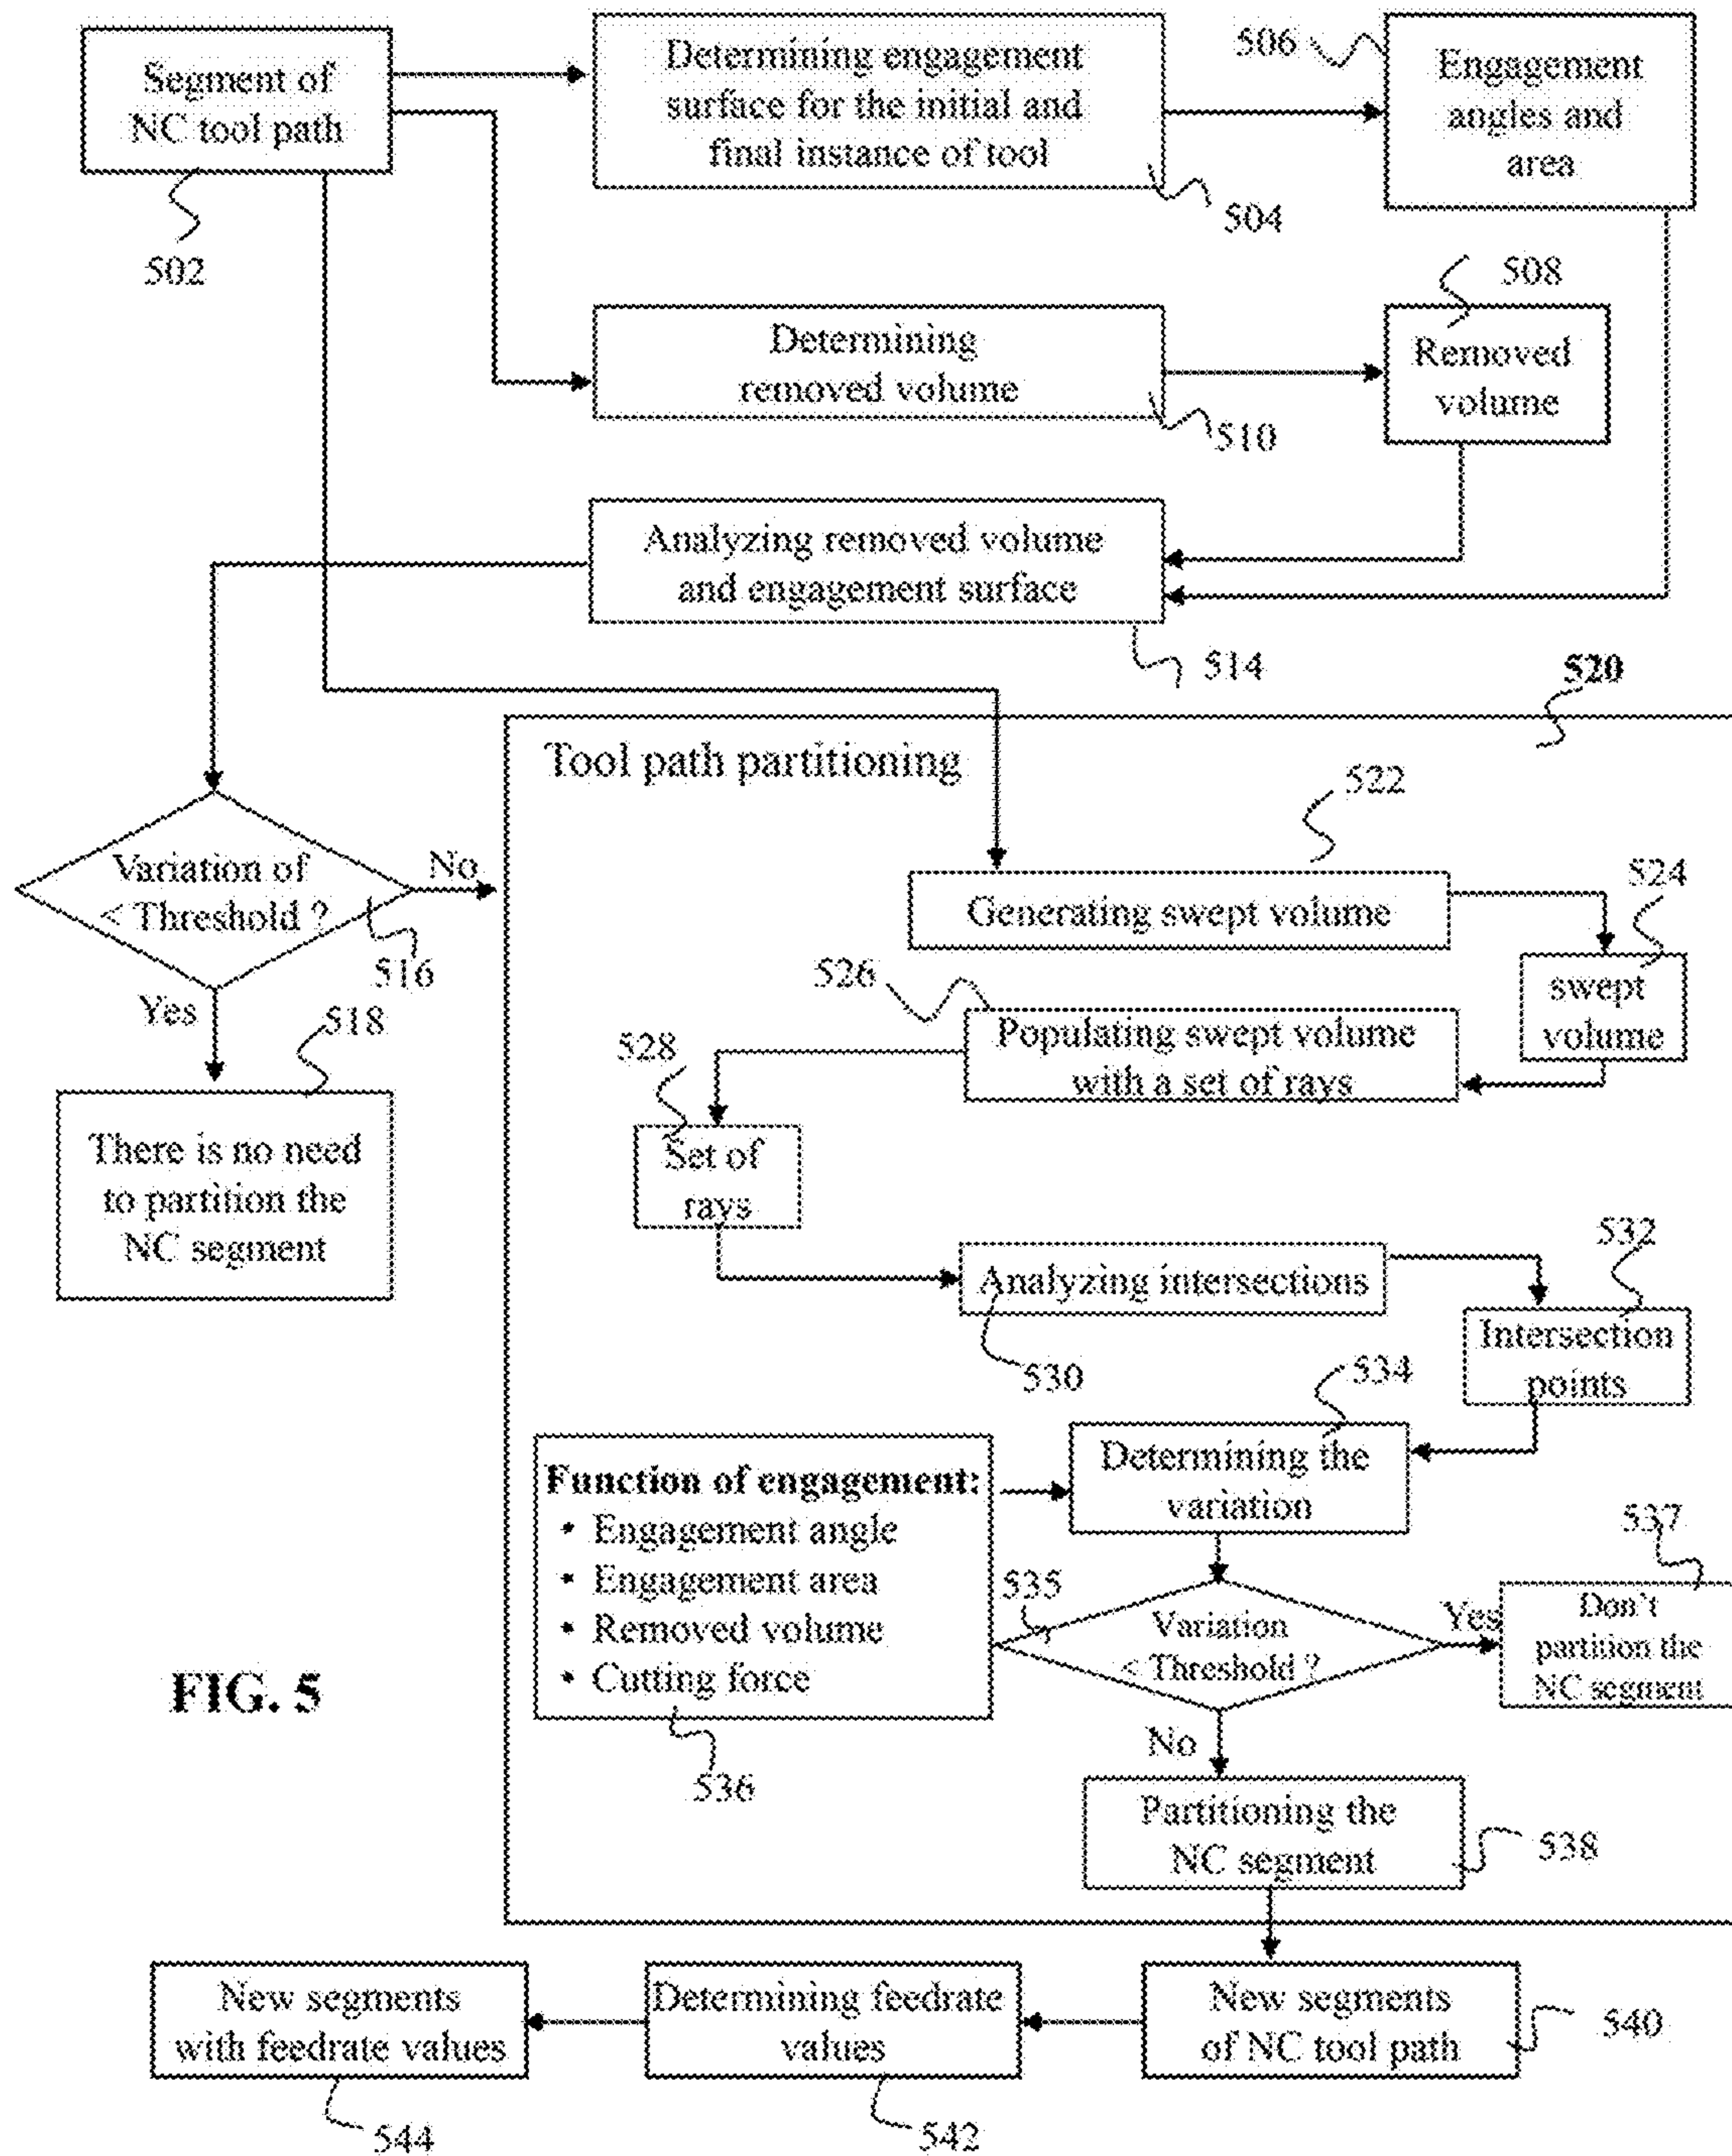 Segment of
NC tool path
502
Determining engagement
surface for the initial and
final instance of tool
504
506
Engagement
angles and
area
508
Determining
removed volume
510
Removed
volume
Analyzing removed volume
and engagement surface
514
520
Tool path partitioning
522
Variation of
< Threshold ?
No
516
Yes
518
There is no need
to partition the
NC segment
Generating swept volume
524
swept
volume
526
Populating swept volume
with a set of rays
528
Set of
rays
Analyzing intersections
530
532
Intersection
points
534
Determining the
variation
Function of engagement:
• Engagement angle
• Engagement area
• Removed volume
• Cutting force
536
535
Variation
< Threshold ?
Yes
537
Don't
partition the
NC segment
No
FIG. 5
Partitioning the
NC segment
538
New segments
with feedrate values
544
Determining feedrate
values
542
New segments
of NC tool path
540